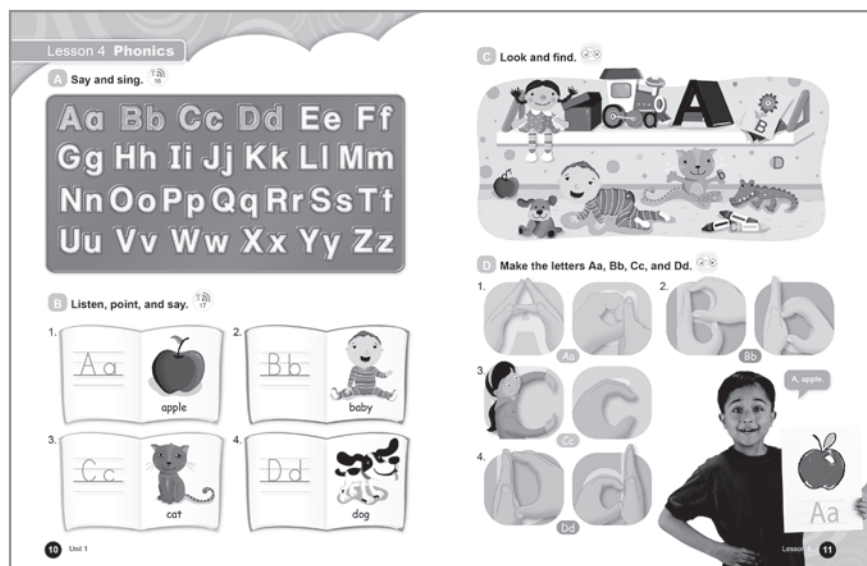 Lesson 4 Phonics
A Say and sing.
16
Aa Bb Cc Dd Ee Ff
Gg Hh Ii Jj Kk Ll Mm
Nn Oo Pp Qq Rr Ss Tt
Uu Vv Ww Xx Yy Zz
B Listen, point, and say.
17
1.
Aa
apple
2.
Bb
baby
3.
Cc
cat
4.
Dd
dog
10 Unit 1
C Look and find.
A
B
D
D Make the letters Aa, Bb, Cc, and Dd.
1.
Aa
2.
Bb
3.
Cc
4.
Dd
A, apple.
Aa
Lesson 4 11